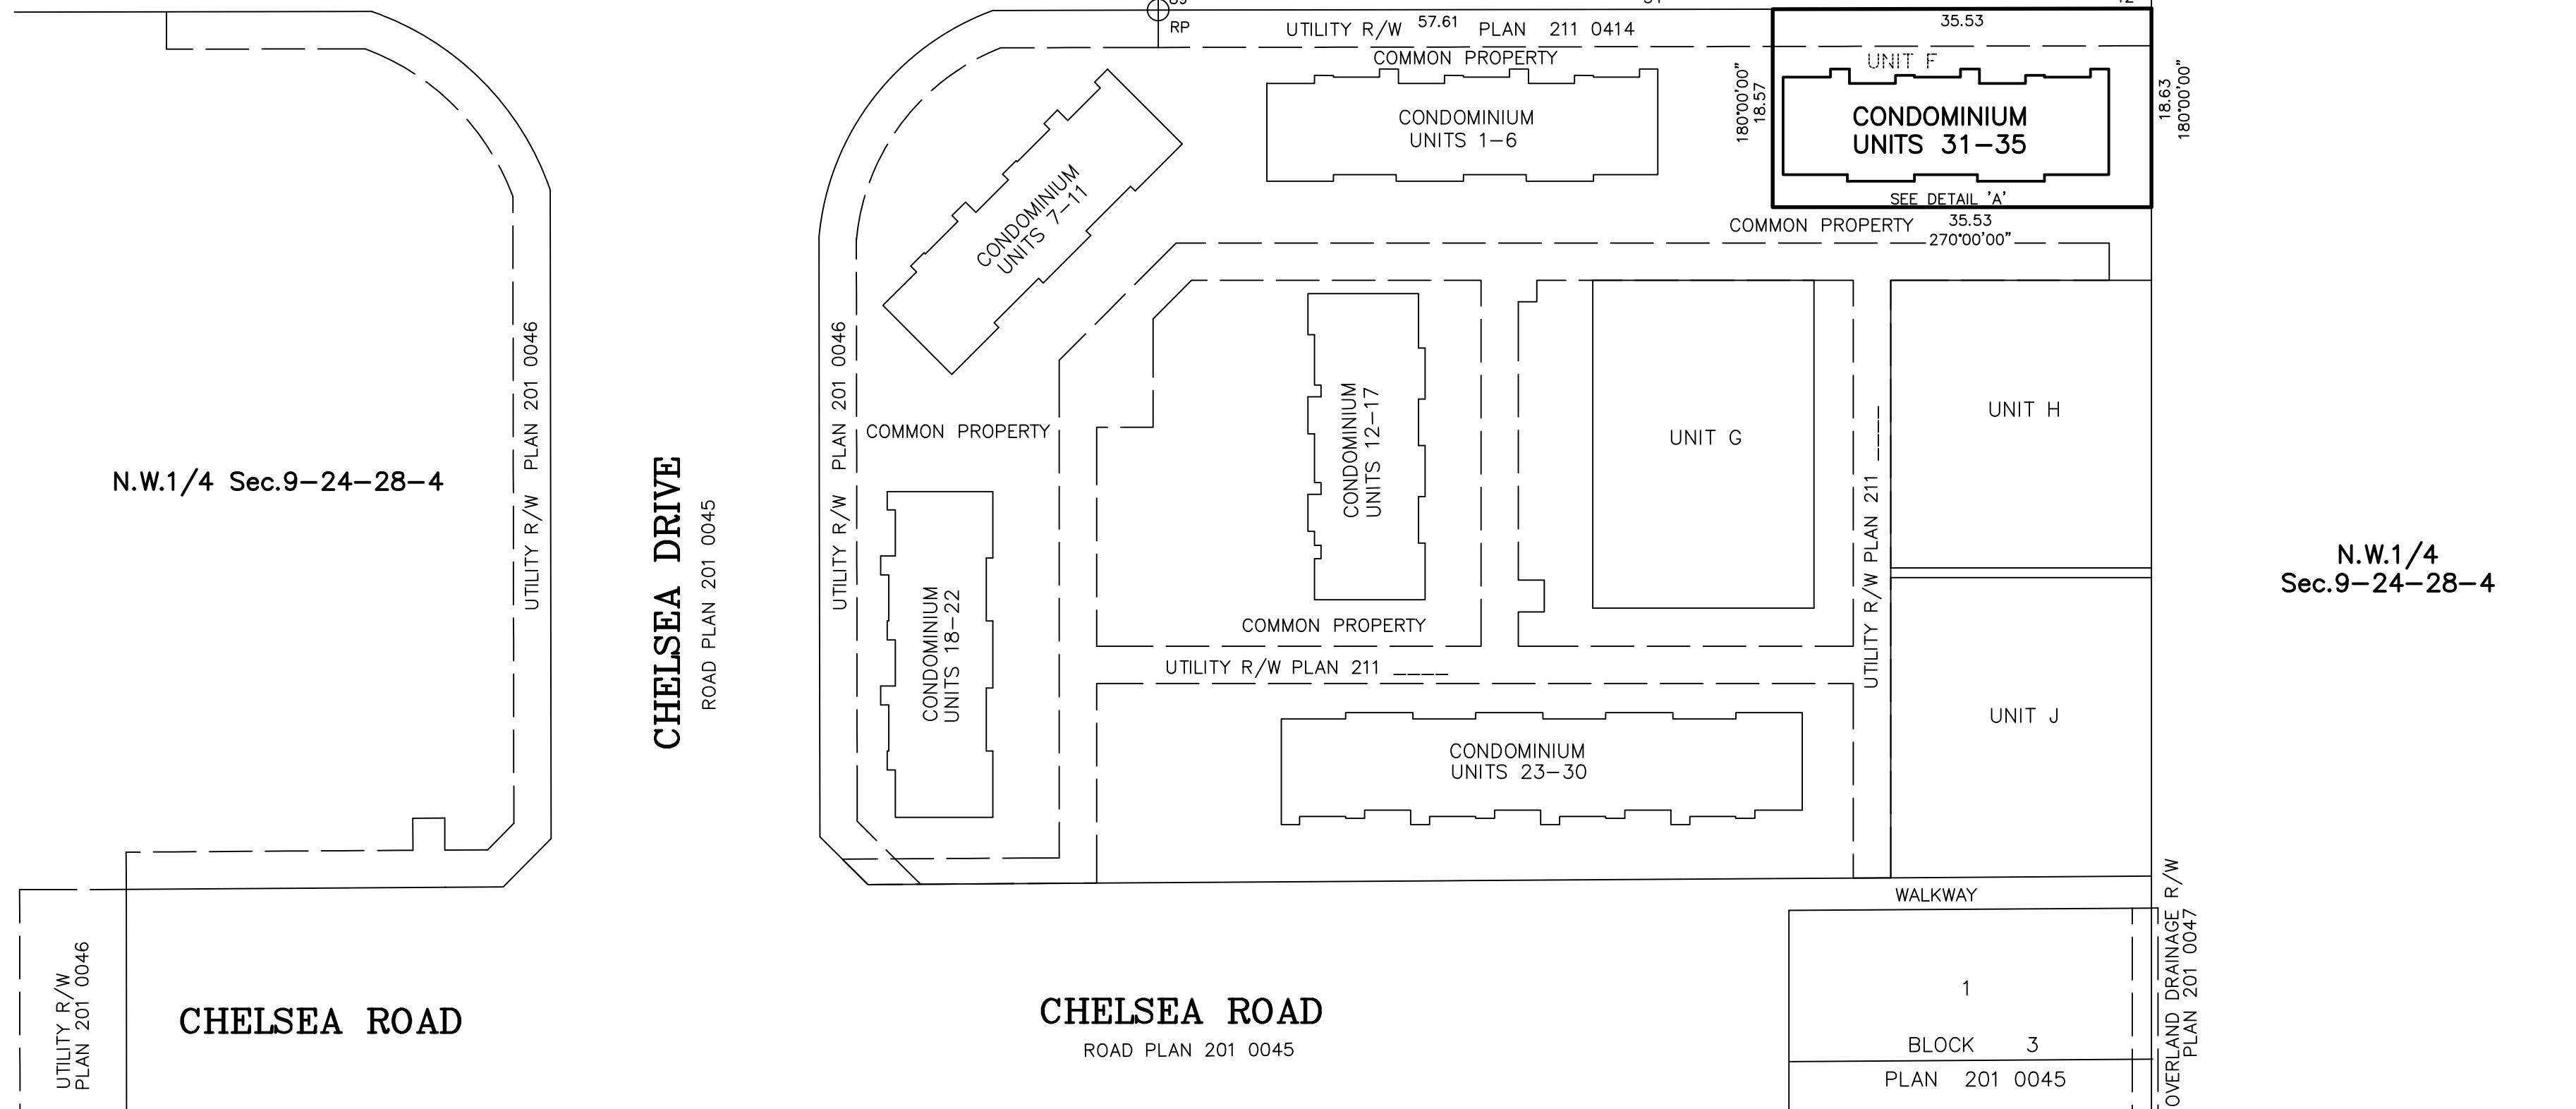 RP
UTILITY R/W 57.61 PLAN 211 0414
COMMON PROPERTY
35.53
UNIT F
CONDOMINIUM
UNITS 31-35
SEE DETAIL 'A'
180°00'00"
18.57
18.63
180°00'00"
COMMON PROPERTY
35.53
270°00'00"
CONDOMINIUM
UNITS 1-6
CONDOMINIUM
UNITS 7-11
UTILITY R/W PLAN 201 0046
N.W.1/4 Sec.9-24-28-4
CHELSEA DRIVE
ROAD PLAN 201 0045
UTILITY R/W PLAN 201 0046
COMMON PROPERTY
CONDOMINIUM
UNITS 12-17
UNIT G
UNIT H
UTILITY R/W PLAN 211 ____
N.W.1/4
Sec.9-24-28-4
CONDOMINIUM
UNITS 18-22
COMMON PROPERTY
UTILITY R/W PLAN 211 ____
UNIT J
CONDOMINIUM
UNITS 23-30
WALKWAY
OVERLAND DRAINAGE R/W
PLAN 201 0047
UTILITY R/W
PLAN 201 0046
CHELSEA ROAD
CHELSEA ROAD
ROAD PLAN 201 0045
1
BLOCK 3
PLAN 201 0045